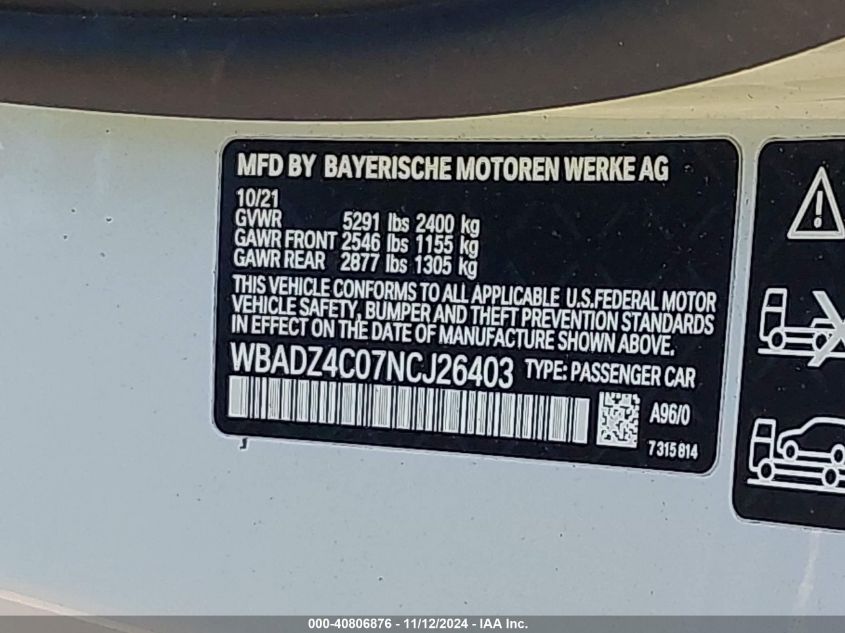 MFD BY BAYERISCHE MOTOREN WERKE AG
10/21
GVWR 5291 lbs 2400 kg
GAWR FRONT 2546 lbs 1155 kg
GAWR REAR 2877 lbs 1305 kg
THIS VEHICLE CONFORMS TO ALL APPLICABLE U.S.FEDERAL MOTOR
VEHICLE SAFETY, BUMPER AND THEFT PREVENTION STANDARDS
IN EFFECT ON THE DATE OF MANUFACTURE SHOWN ABOVE.
WBADZ4C07NCJ26403 TYPE: PASSENGER CAR
A96/0
7315814
000-40806876 - 11/12/2024 - IAA Inc.